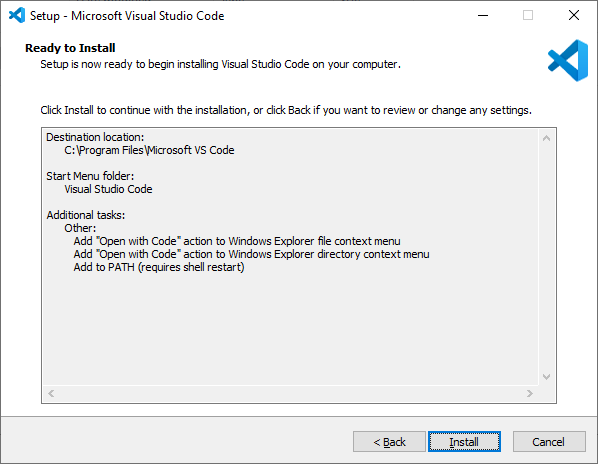 Setup - Microsoft Visual Studio Code
Ready to Install
Setup is now ready to begin installing Visual Studio Code on your computer.
Click Install to continue with the installation, or click Back if you want to review or change any settings.
Destination location:
C:\Program Files\Microsoft VS Code
Start Menu folder:
Visual Studio Code
Additional tasks:
Other:
Add "Open with Code" action to Windows Explorer file context menu
Add "Open with Code" action to Windows Explorer directory context menu
Add to PATH (requires shell restart)
< Back Install Cancel